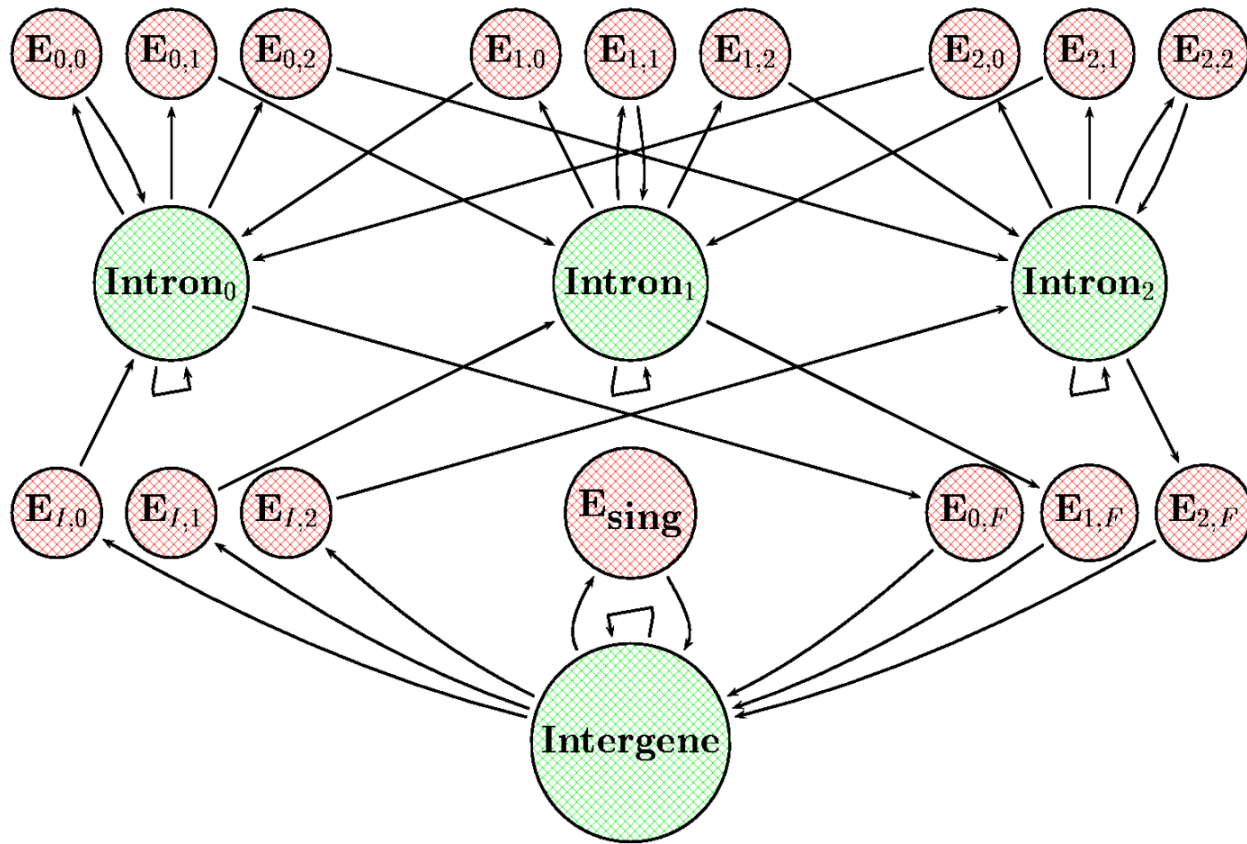 E0,0 E0,1 E0,2 E1,0 E1,1 E1,2 E2,0 E2,1 E2,2
Intron0 Intron1 Intron2
EI,0 EI,1 EI,2 Esing E0,F E1,F E2,F
Intergene